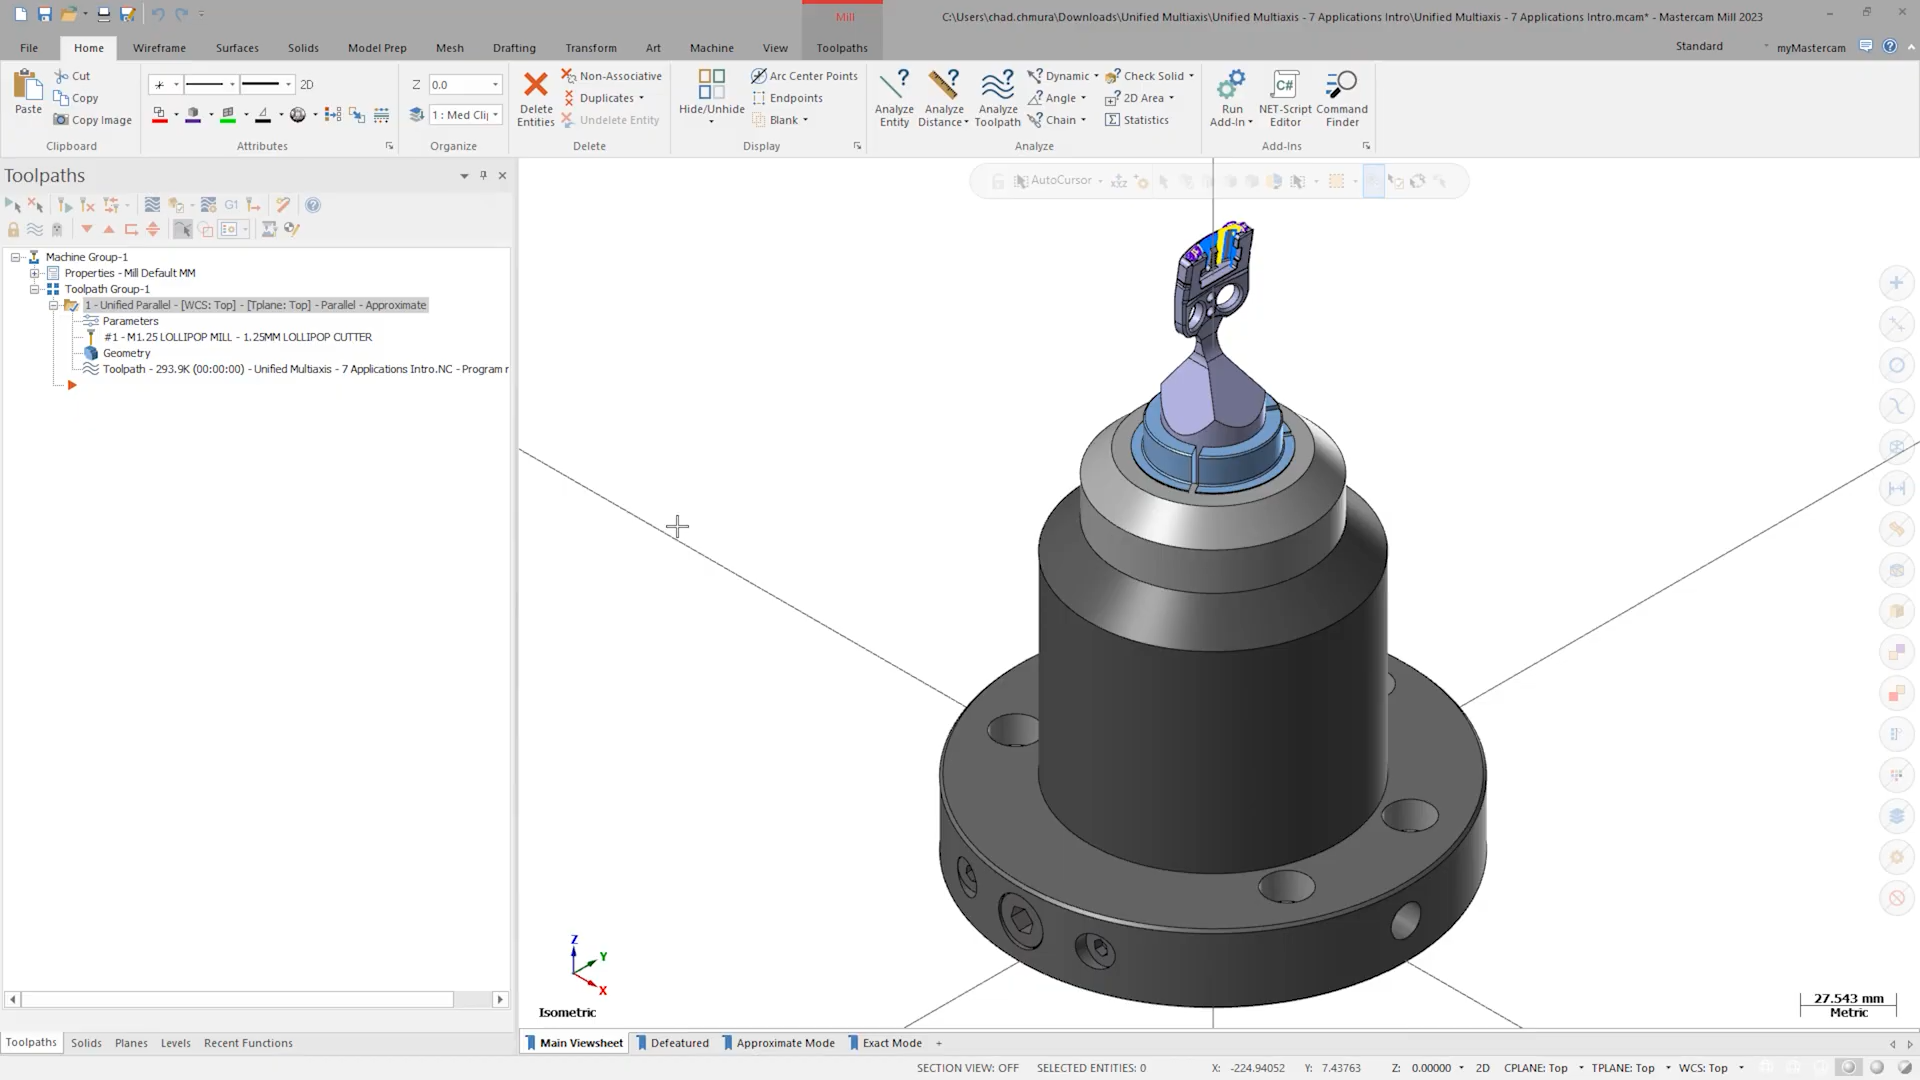 Mill
C:\Users\chad.chmura\Downloads\Unified Multiaxis\Unified Multiaxis - 7 Applications Intro\Unified Multiaxis - 7 Applications Intro.mcam* - Mastercam Mill 2023
File Home Wireframe Surfaces Solids Model Prep Mesh Drafting Transform Art Machine View Toolpaths Standard myMastercam
Paste
Cut
Copy
Copy Image
Clipboard
2D
Attributes
Z 0.0
1 : Med Cli
Organize
Delete
Entities
Non-Associative
Duplicates
Undelete Entity
Delete
Hide/Unhide
Arc Center Points
Endpoints
Blank
Display
Analyze
Entity
Analyze
Distance
Analyze
Toolpath
Dynamic
Angle
Chain
Check Solid
2D Area
Statistics
Analyze
Run
Add-In
NET-Script
Editor
Command
Finder
Add-Ins
Toolpaths
G1
Machine Group-1
Properties - Mill Default MM
Toolpath Group-1
1 - Unified Parallel - [WCS: Top] - [Tplane: Top] - Parallel - Approximate
Parameters
#1 - M1.25 LOLLIPOP MILL - 1.25MM LOLLIPOP CUTTER
Geometry
Toolpath - 293.9K (00:00:00) - Unified Multiaxis - 7 Applications Intro.NC - Program r
AutoCursor
Z
Y
X
Isometric
27.543 mm
Metric
Toolpaths Solids Planes Levels Recent Functions
Main Viewsheet Defeatured Approximate Mode Exact Mode +
SECTION VIEW: OFF SELECTED ENTITIES: 0 X: -224.94052 Y: 7.43763 Z: 0.00000 2D CPLANE: Top TPLANE: Top WCS: Top